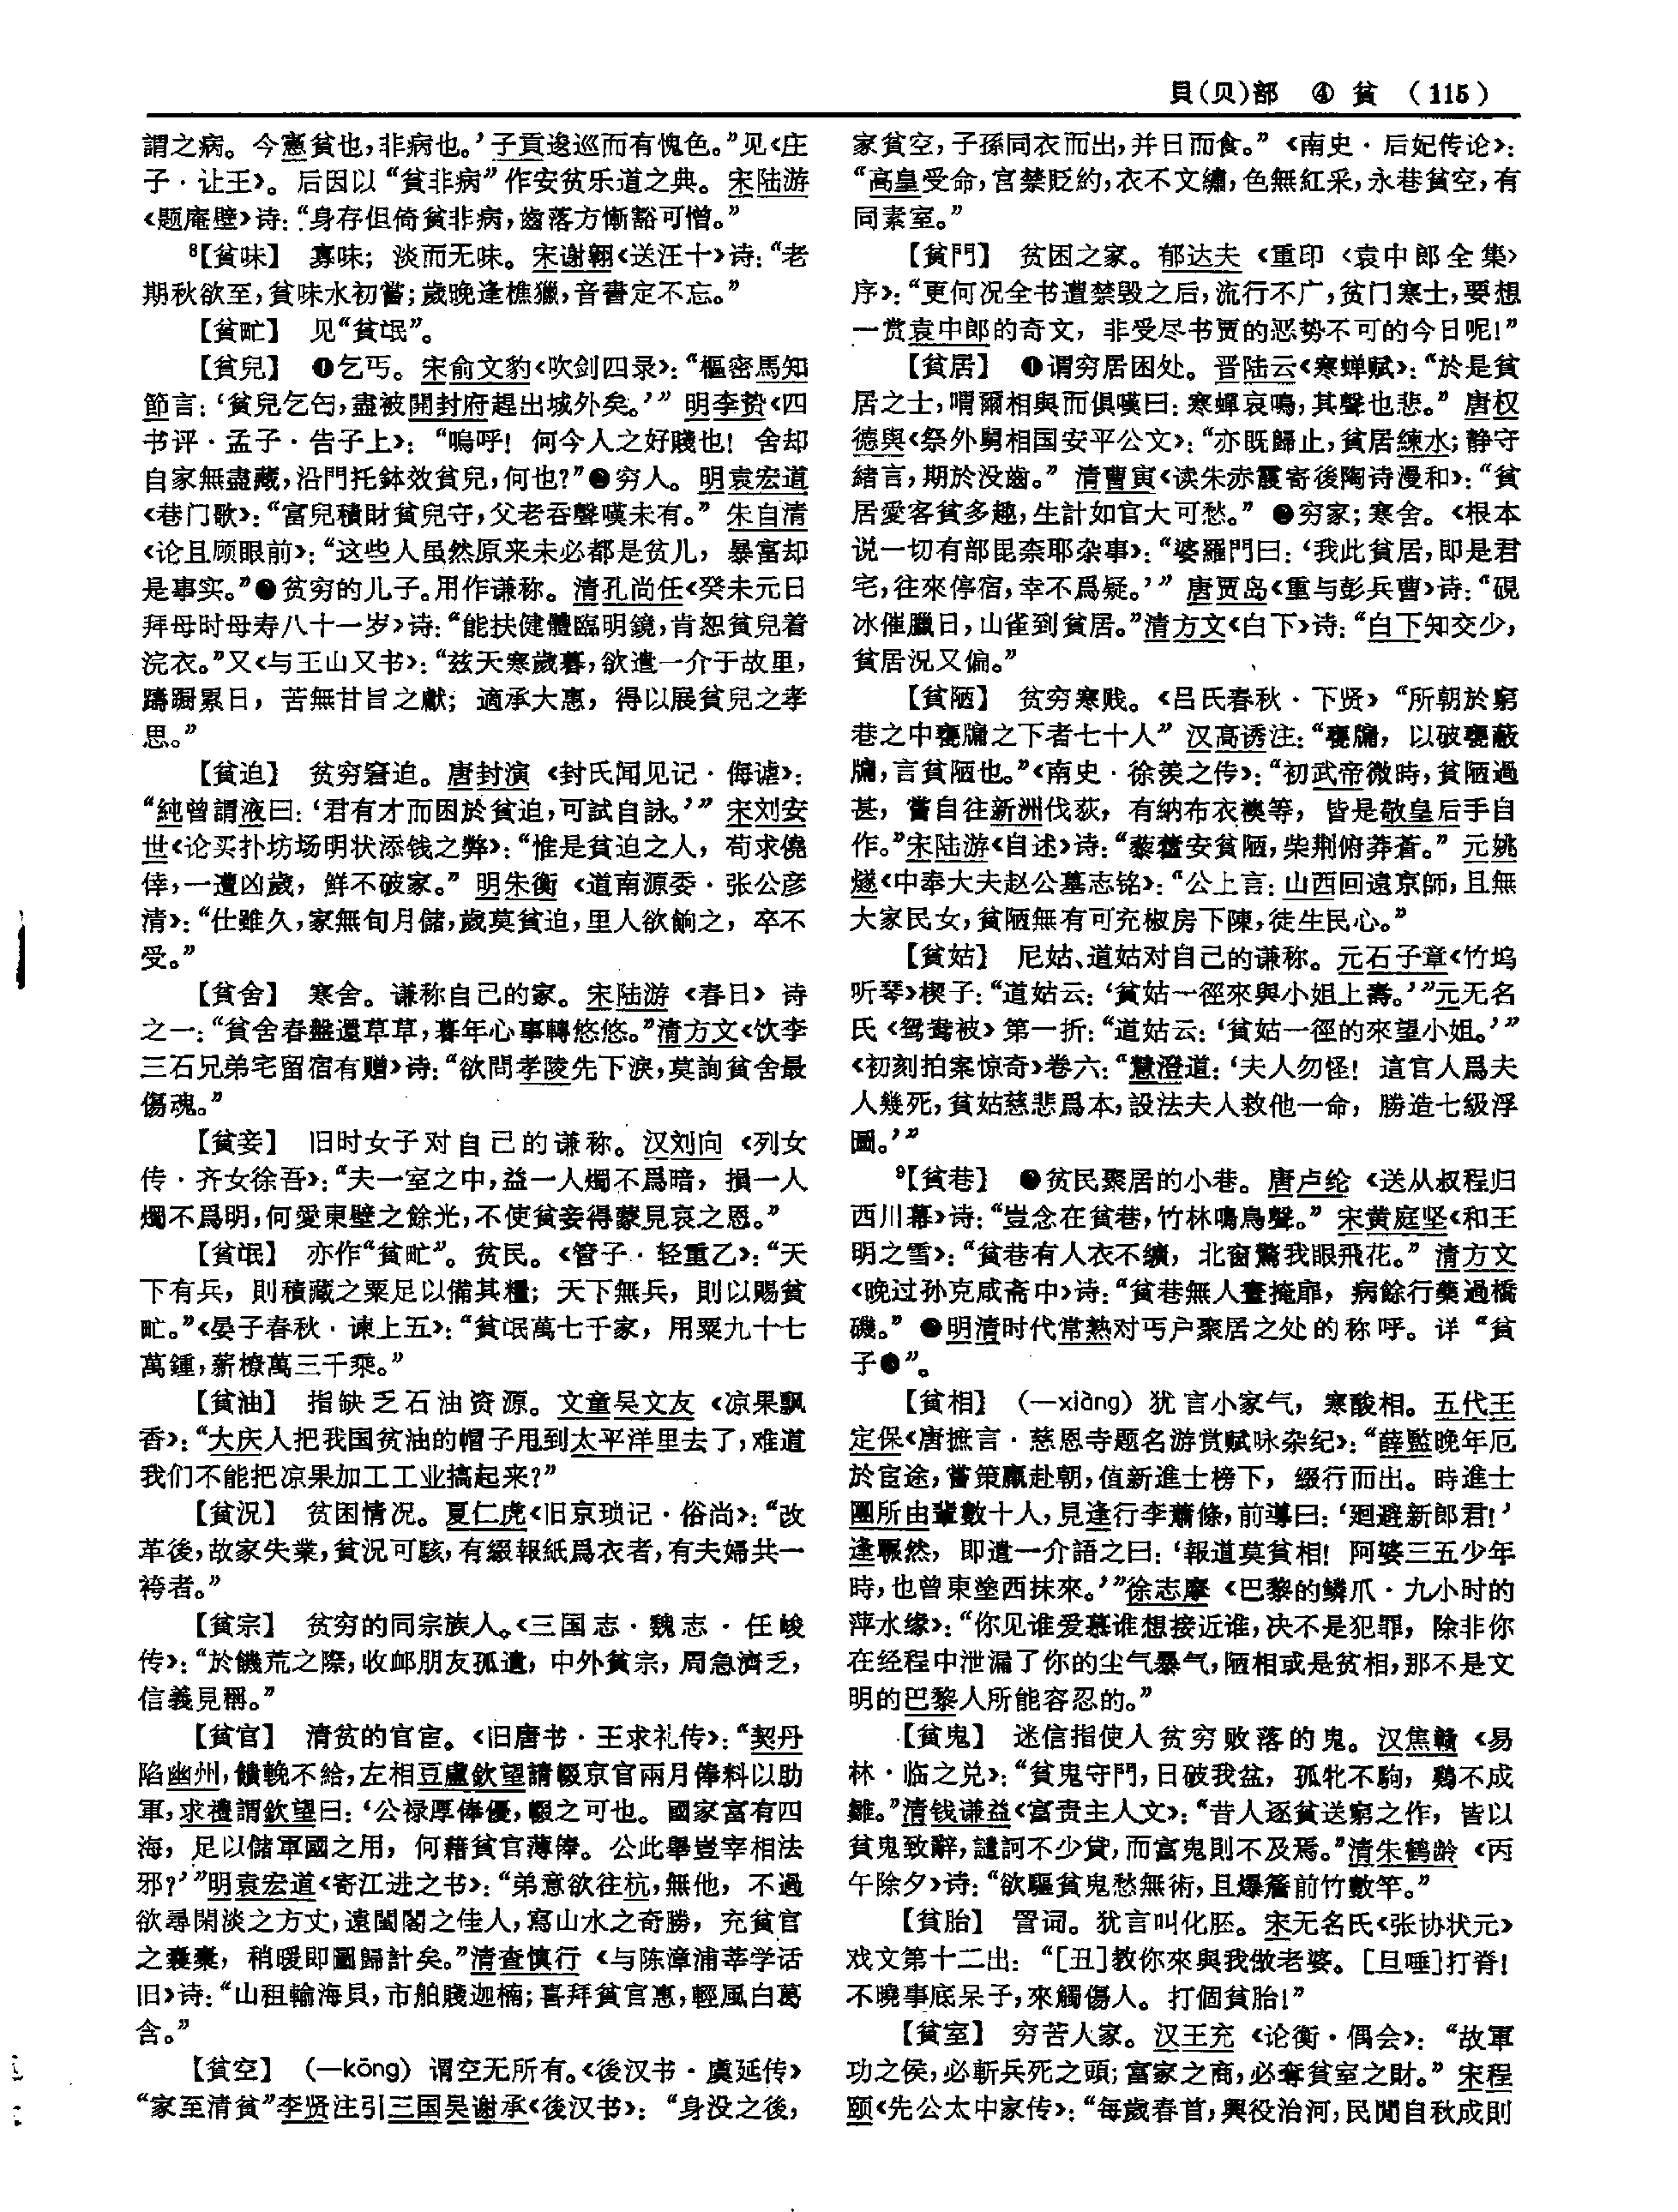 貝(贝)部　④　貧　(115)
謂之病。今憲貧也，非病也。’子貢逡巡而有愧色。”见《庄
子·让王》。后因以“貧非病”作安贫乐道之典。宋陆游
《题庵壁》诗：“身存但倚貧非病，齒落方慚豁可憎。”
⁸【貧味】　寡味；淡而无味。宋谢翱《送汪十》诗：“老
期秋欲至，貧味水初嘗；歲晚逢樵獵，音書定不忘。”
【貧甿】　见“貧氓”。
【貧兒】　❶乞丐。宋俞文豹《吹剑四录》：“樞密馬知
節言：‘貧兒乞匄，盡被開封府趕出城外矣。’”明李贽《四
书评·孟子·告子上》：“嗚呼！何今人之好賤也！舍却
自家無盡藏，沿門托鉢效貧兒，何也？”❷穷人。明袁宏道
《巷门歌》：“富兒積財貧兒守，父老吞聲嘆未有。”朱自清
《论且顾眼前》：“这些人虽然原来未必都是贫儿，暴富却
是事实。”❸贫穷的儿子。用作谦称。清孔尚任《癸未元日
拜母时母寿八十一岁》诗：“能扶健體臨明鏡，肯恕貧兒着
浣衣。”又《与王山又书》：“兹天寒歲暮，欲遣一介于故里，
躊躇累日，苦無甘旨之獻；適承大惠，得以展貧兒之孝
思。”
【貧迫】　贫穷窘迫。唐封演《封氏闻见记·侮谑》：
“純曾謂液曰：‘君有才而困於貧迫，可試自詠。’”宋刘安
世《论买扑坊场明状添钱之弊》：“惟是貧迫之人，苟求僥
倖，一遭凶歲，鮮不破家。”明朱衡《道南源委·张公彦
清》：“仕雖久，家無旬月儲，歲莫貧迫，里人欲餉之，卒不
受。”
【貧舍】　寒舍。谦称自己的家。宋陆游《春日》诗
之一：“貧舍春盤還草草，暮年心事轉悠悠。”清方文《饮李
三石兄弟宅留宿有赠》诗：“欲問孝陵先下淚，莫詢貧舍最
傷魂。”
【貧妾】　旧时女子对自己的谦称。汉刘向《列女
传·齐女徐吾》：“夫一室之中，益一人燭不爲暗，損一人
燭不爲明，何愛東壁之餘光，不使貧妾得蒙見哀之恩。”
【貧氓】　亦作“貧甿”。贫民。《管子·轻重乙》：“天
下有兵，則積藏之粟足以備其糧；天下無兵，則以賜貧
甿。”《晏子春秋·谏上五》：“貧氓萬七千家，用粟九十七
萬鍾，薪橑萬三千乘。”
【貧油】　指缺乏石油资源。文童吴文友《凉果飘
香》：“大庆人把我国贫油的帽子甩到太平洋里去了，难道
我们不能把凉果加工工业搞起来？”
【貧況】　贫困情况。夏仁虎《旧京琐记·俗尚》：“改
革後，故家失業，貧況可駭，有綴報紙爲衣者，有夫婦共一
袴者。”
【貧宗】　贫穷的同宗族人。《三国志·魏志·任峻
传》：“於饑荒之際，收卹朋友孤遺，中外貧宗，周急濟乏，
信義見稱。”
【貧官】　清贫的官宦。《旧唐书·王求礼传》：“契丹
陷幽州，饋輓不給，左相豆盧欽望請輟京官兩月俸料以助
軍，求禮謂欽望曰：‘公禄厚俸優，輟之可也。國家富有四
海，足以儲軍國之用，何藉貧官薄俸。公此舉豈宰相法
邪？’”明袁宏道《寄江进之书》：“弟意欲往杭，無他，不過
欲尋閑淡之方丈，遠閨閣之佳人，寫山水之奇勝，充貧官
之囊橐，稍暖即圖歸計矣。”清查慎行《与陈漳浦莘学话
旧》诗：“山租輸海貝，市舶賤迦楠；喜拜貧官惠，輕風白葛
含。”
【貧空】　(一kōng)谓空无所有。《後汉书·虞延传》
“家至清贫”李贤注引三国吴谢承《後汉书》：“身没之後，
家貧空，子孫同衣而出，并日而食。”《南史·后妃传论》：
“高皇受命，宫禁貶約，衣不文繡，色無紅采，永巷貧空，有
同素室。”
【貧門】　贫困之家。郁达夫《重印〈袁中郎全集〉
序》：“更何况全书遭禁毁之后，流行不广，贫门寒士，要想
一赏袁中郎的奇文，非受尽书贾的恶势不可的今日呢！”
【貧居】　❶谓穷居困处。晋陆云《寒蝉赋》：“於是貧
居之士，喟爾相與而俱嘆曰：寒蟬哀鳴，其聲也悲。”唐权
德舆《祭外舅相国安平公文》：“亦既歸止，貧居練水；静守
緒言，期於没齒。”清曹寅《读朱赤霞寄後陶诗漫和》：“貧
居愛客貧多趣，生計如官大可愁。”❷穷家；寒舍。《根本
说一切有部毘柰耶杂事》：“婆羅門曰：‘我此貧居，即是君
宅，往來停宿，幸不爲疑。’”唐贾岛《重与彭兵曹》诗：“硯
冰催臘日，山雀到貧居。”清方文《白下》诗：“白下知交少，
貧居況又偏。”
【貧陋】　贫穷寒贱。《吕氏春秋·下贤》“所朝於窮
巷之中甕牖之下者七十人”汉高诱注：“甕牖，以破甕蔽
牖，言貧陋也。”《南史·徐羡之传》：“初武帝微時，貧陋過
甚，嘗自往新洲伐荻，有納布衣襖等，皆是敬皇后手自
作。”宋陆游《自述》诗：“藜藿安貧陋，柴荆俯莽蒼。”元姚
燧《中奉大夫赵公墓志铭》：“公上言：山西回遠京師，且無
大家民女，貧陋無有可充椒房下陳，徒生民心。”
【貧姑】　尼姑、道姑对自己的谦称。元石子章《竹坞
听琴》楔子：“道姑云：‘貧姑一徑來與小姐上壽。’”元无名
氏《鸳鸯被》第一折：“道姑云：‘貧姑一徑的來望小姐。’”
《初刻拍案惊奇》卷六：“慧澄道：‘夫人勿怪！這官人爲夫
人幾死，貧姑慈悲爲本，設法夫人救他一命，勝造七級浮
圖。’”
⁹【貧巷】　❶贫民聚居的小巷。唐卢纶《送从叔程归
西川幕》诗：“豈念在貧巷，竹林鳴鳥聲。”宋黄庭坚《和王
明之雪》：“貧巷有人衣不纊，北窗驚我眼飛花。”清方文
《晚过孙克咸斋中》诗：“貧巷無人晝掩扉，病餘行藥過橋
磯。”❷明清时代常熟对丐户聚居之处的称呼。详“貧
子❸”。
【貧相】　(一xiàng)犹言小家气，寒酸相。五代王
定保《唐摭言·慈恩寺题名游赏赋咏杂纪》：“薛監晚年厄
於宦途，嘗策羸赴朝，值新進士榜下，綴行而出。時進士
團所由輩數十人，見逢行李蕭條，前導曰：‘迴避新郎君！’
逢冁然，即遣一介語之曰：‘報道莫貧相！阿婆三五少年
時，也曾東塗西抹來。’”徐志摩《巴黎的鳞爪·九小时的
萍水缘》：“你见谁爱慕谁想接近谁，决不是犯罪，除非你
在经程中泄漏了你的尘气暴气，陋相或是贫相，那不是文
明的巴黎人所能容忍的。”
【貧鬼】　迷信指使人贫穷败落的鬼。汉焦赣《易
林·临之兑》：“貧鬼守門，日破我盆，孤牝不駒，鷄不成
雛。”清钱谦益《富贵主人文》：“昔人逐貧送窮之作，皆以
貧鬼致辭，譴訶不少貸，而富鬼則不及焉。”清朱鹤龄《丙
午除夕》诗：“欲驅貧鬼愁無術，且爆簷前竹數竿。”
【貧胎】　詈词。犹言叫化胚。宋无名氏《张协状元》
戏文第十二出：“[丑]教你來與我做老婆。[旦唾]打脊！
不曉事底呆子，來觸傷人。打個貧胎！”
【貧室】　穷苦人家。汉王充《论衡·偶会》：“故軍
功之侯，必斬兵死之頭；富家之商，必奪貧室之財。”宋程
颐《先公太中家传》：“每歲春首，興役治河，民間自秋成則